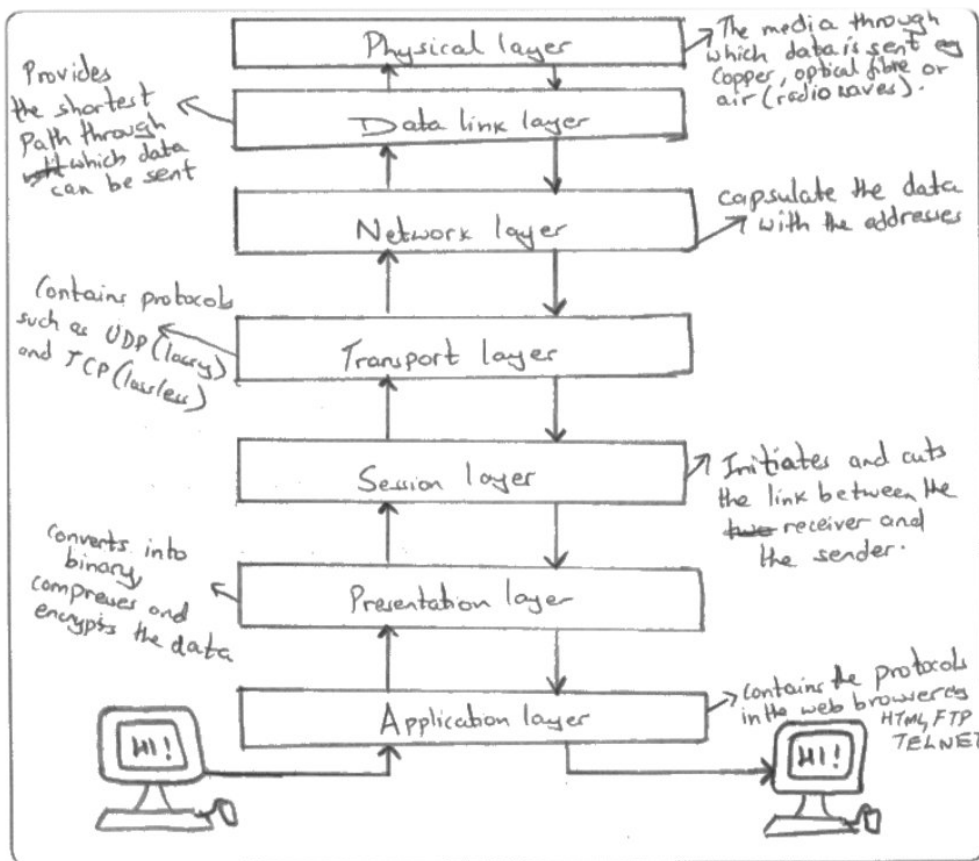 Physical layer
The media through
which data is sent eg
Copper, optical fibre or
air (radio waves).
Provides
the shortest
Path through
which data
can be sent
Data link layer
Network layer
capsulate the data
with the addresses
Contains protocols
such as UDP (lossy)
and TCP (lossless)
Transport layer
Session layer
Initiates and cuts
the link between the
two receiver and
the sender.
Converts into
binary,
compresses and
encrypts the data
Presentation layer
Application layer
contains the protocols
in the web browser eg
HTML, FTP
TELNET
HI!
HI!